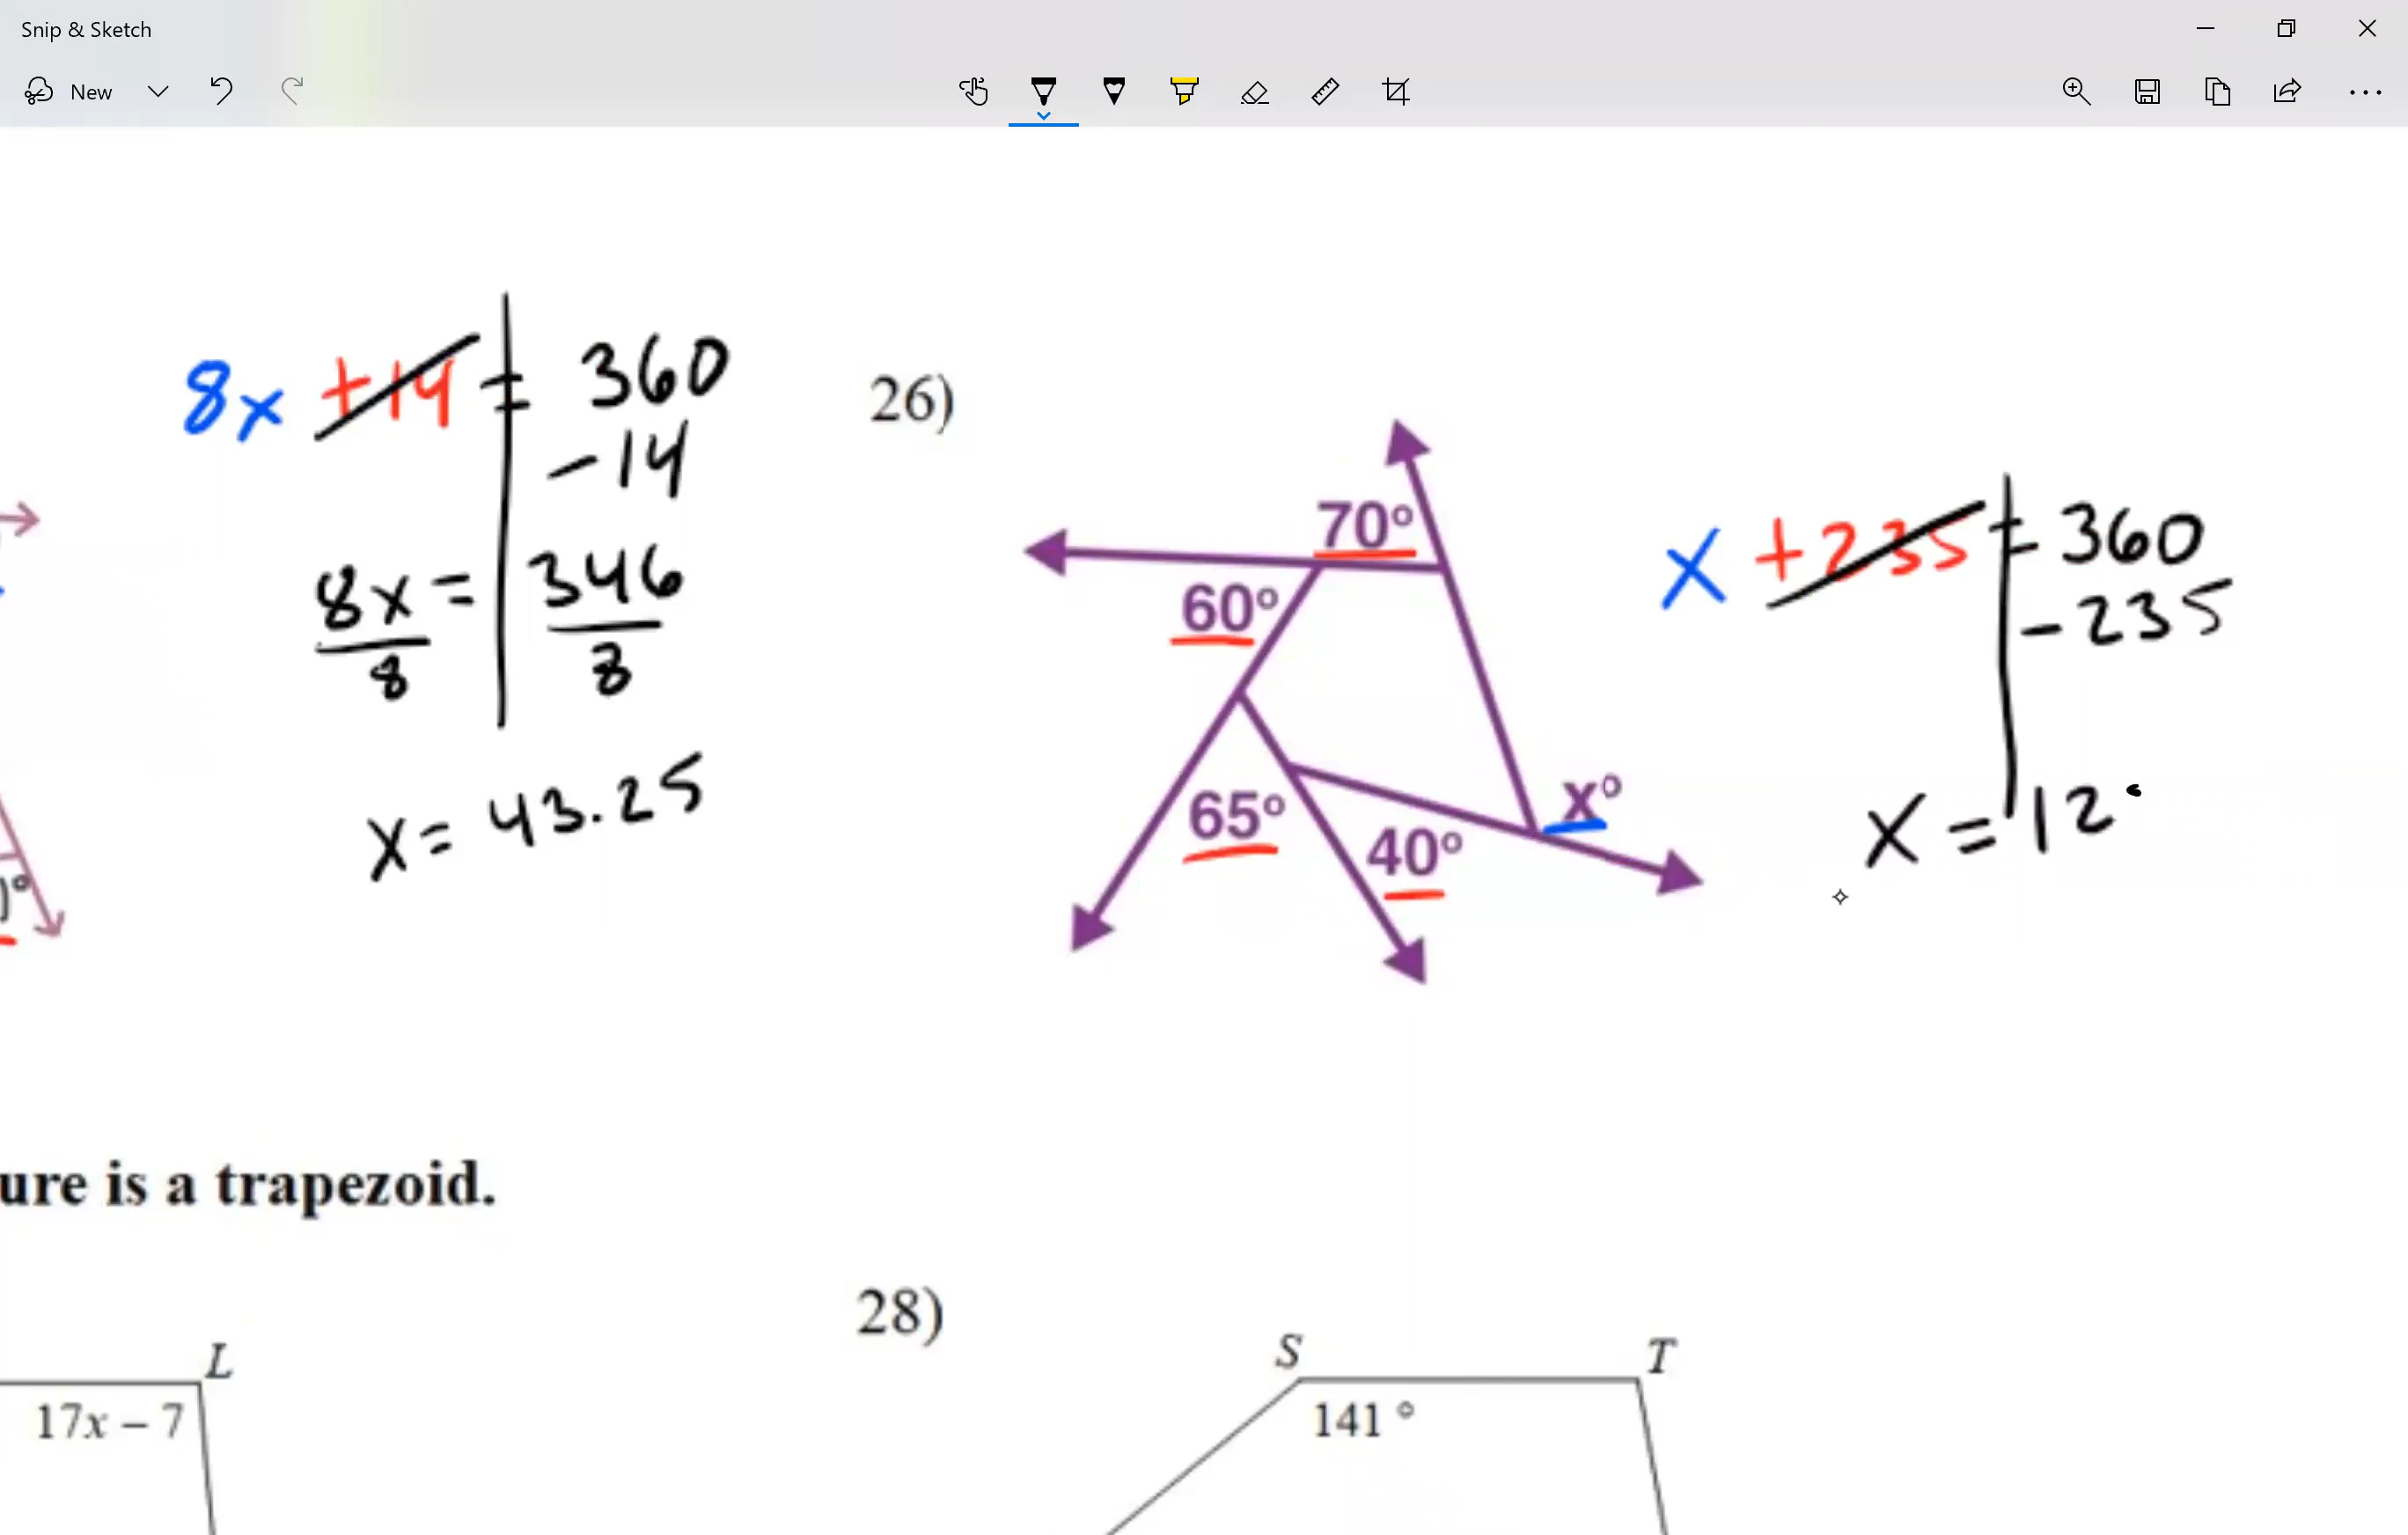 Snip & Sketch
New
8x +14 = 360
-14
8x = 346
8 8
x = 43.25
26)
70°
60°
65°
40°
x°
x +235 = 360
-235
x = 12
)°
ure is a trapezoid.
L
17x – 7
28)
S T
141 °